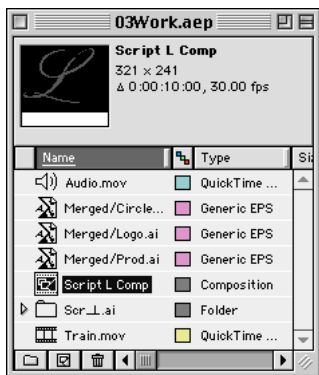 03Work.aep
Script L Comp
321 × 241
Δ 0:00:10:00, 30.00 fps
Name Type Si
Audio.mov QuickTime ...
Merged/Circle... Generic EPS
Merged/Logo.ai Generic EPS
Merged/Prod.ai Generic EPS
Script L Comp Composition
Scr_L.ai Folder
Train.mov QuickTime ...